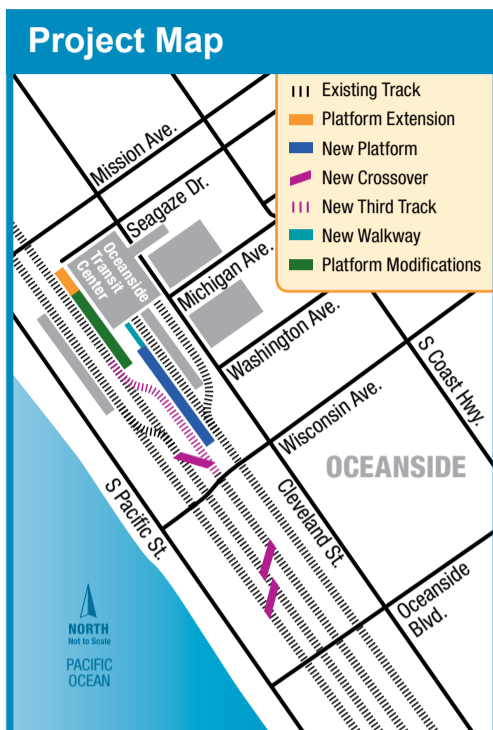 Project Map
Existing Track
Platform Extension
New Platform
New Crossover
New Third Track
New Walkway
Platform Modifications
Mission Ave.
Seagaze Dr.
Oceanside
Transit
Center
Michigan Ave.
Washington Ave.
S Coast Hwy.
Wisconsin Ave.
OCEANSIDE
Cleveland St.
S Pacific St.
Oceanside
Blvd.
NORTH
Not to Scale
PACIFIC
OCEAN